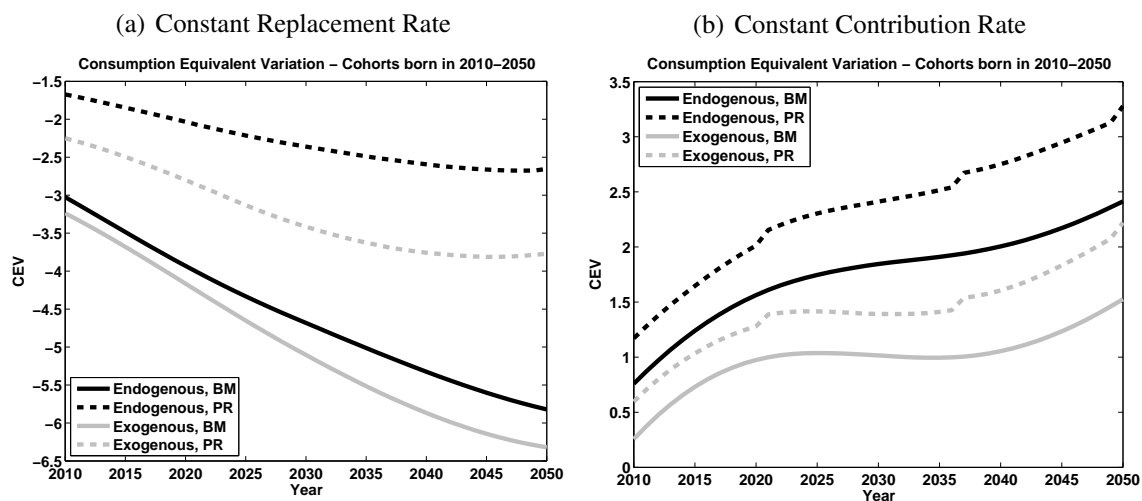 (a) Constant Replacement Rate
Consumption Equivalent Variation – Cohorts born in 2010–2050
−1.5
−2
−2.5
−3
−3.5
−4
−4.5
−5
−5.5
−6
−6.5
CEV
Endogenous, BM
Endogenous, PR
Exogenous, BM
Exogenous, PR
2010 2015 2020 2025 2030 2035 2040 2045 2050
Year
(b) Constant Contribution Rate
Consumption Equivalent Variation – Cohorts born in 2010–2050
3.5
3
2.5
2
1.5
1
0.5
0
CEV
Endogenous, BM
Endogenous, PR
Exogenous, BM
Exogenous, PR
2010 2015 2020 2025 2030 2035 2040 2045 2050
Year